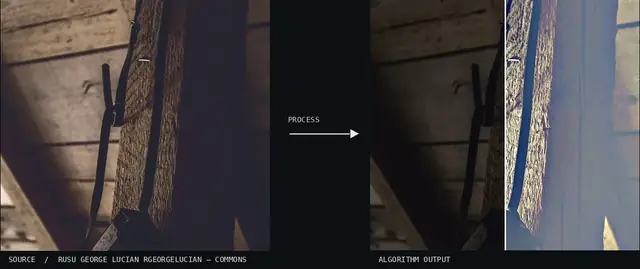 PROCESS
SOURCE / RUSU GEORGE LUCIAN RGEORGELUCIAN — COMMONS
ALGORITHM OUTPUT